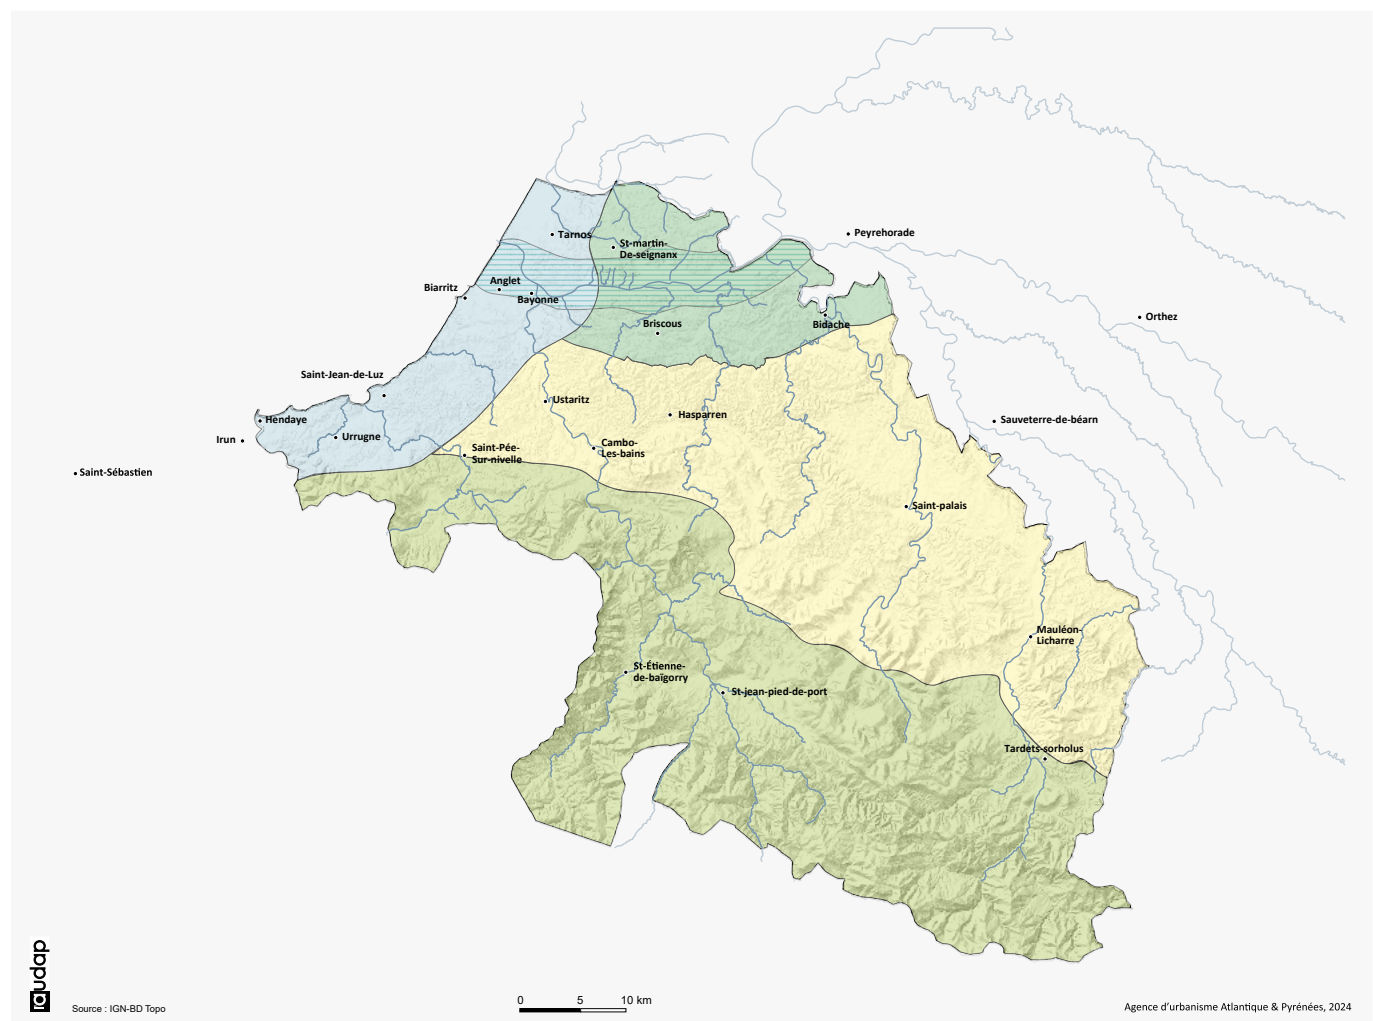 Tarnos
St-martin-
De-seignanx
Peyrehorade
Anglet
Biarritz
Bayonne
Briscous
Bidache
Orthez
Saint-Jean-de-Luz
Ustaritz
Hasparren
Hendaye
Sauveterre-de-béarn
Irun
Urrugne
Saint-Pée-
Sur-nivelle
Cambo-
Les-bains
Saint-Sébastien
Saint-palais
Mauléon-
Licharre
St-Étienne-
de-baïgorry
St-jean-pied-de-port
Tardets-sorholus
audap
Source : IGN-BD Topo
0 5 10 km
Agence d'urbanisme Atlantique & Pyrénées, 2024